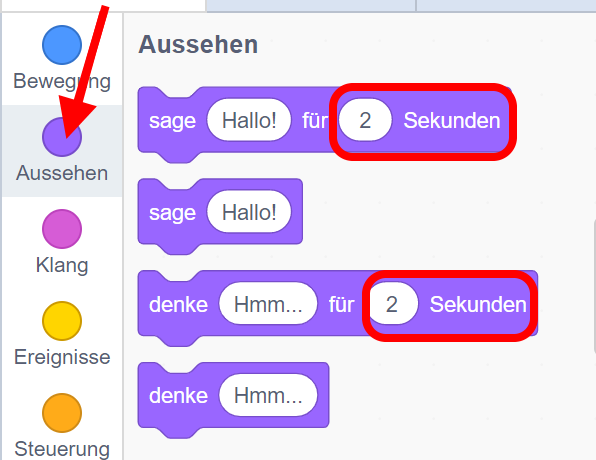 Aussehen
Bewegung
Aussehen
Klang
Ereignisse
Steuerung
sage Hallo! für 2 Sekunden
sage Hallo!
denke Hmm... für 2 Sekunden
denke Hmm...